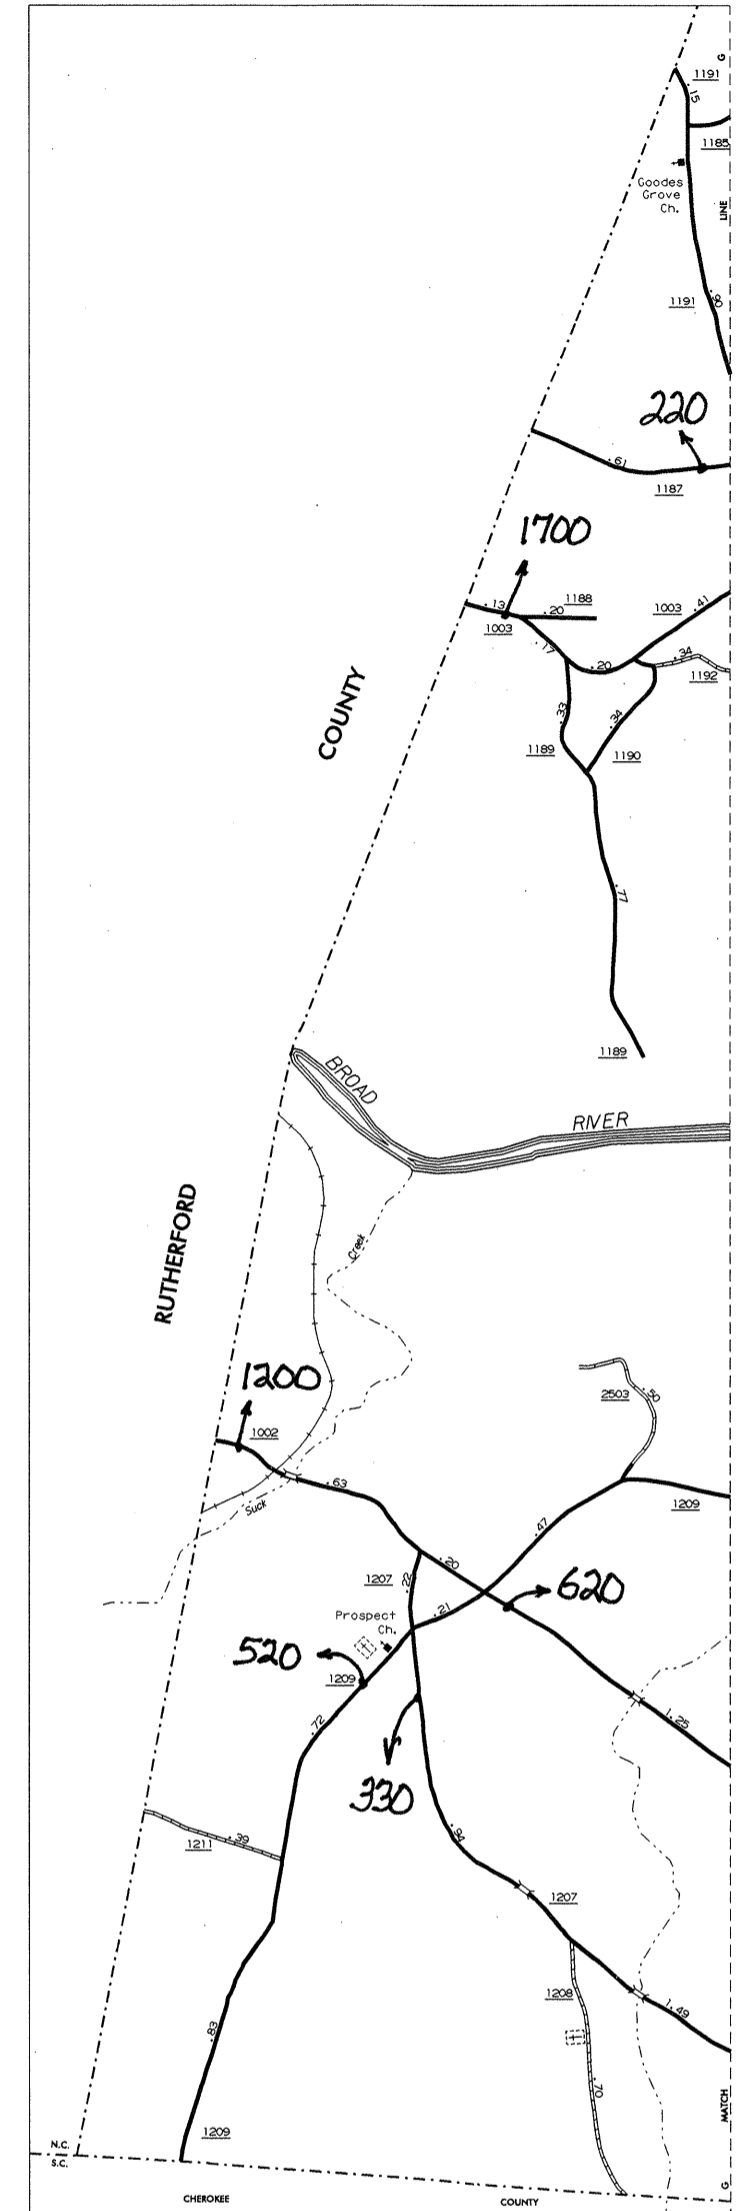 G
1191
.15
1185
Goodes
Grove
Ch.
LINE
1191
.90
220
.61
1187
1700
.13
.20
1188
1003
1003
.41
.17
.20
.34
1192
.33
.34
1189
1190
COUNTY
.77
1189
BROAD
RIVER
RUTHERFORD
Creek
1200
1002
.63
Suck
2503
.50
1209
.47
1207
.22
.20
620
.21
Prospect
Ch.
520
1209
.72
330
1.25
1211
.39
.94
1207
1208
1.49
.83
.70
1209
MATCH
N.C.
S.C.
CHEROKEE
COUNTY
G